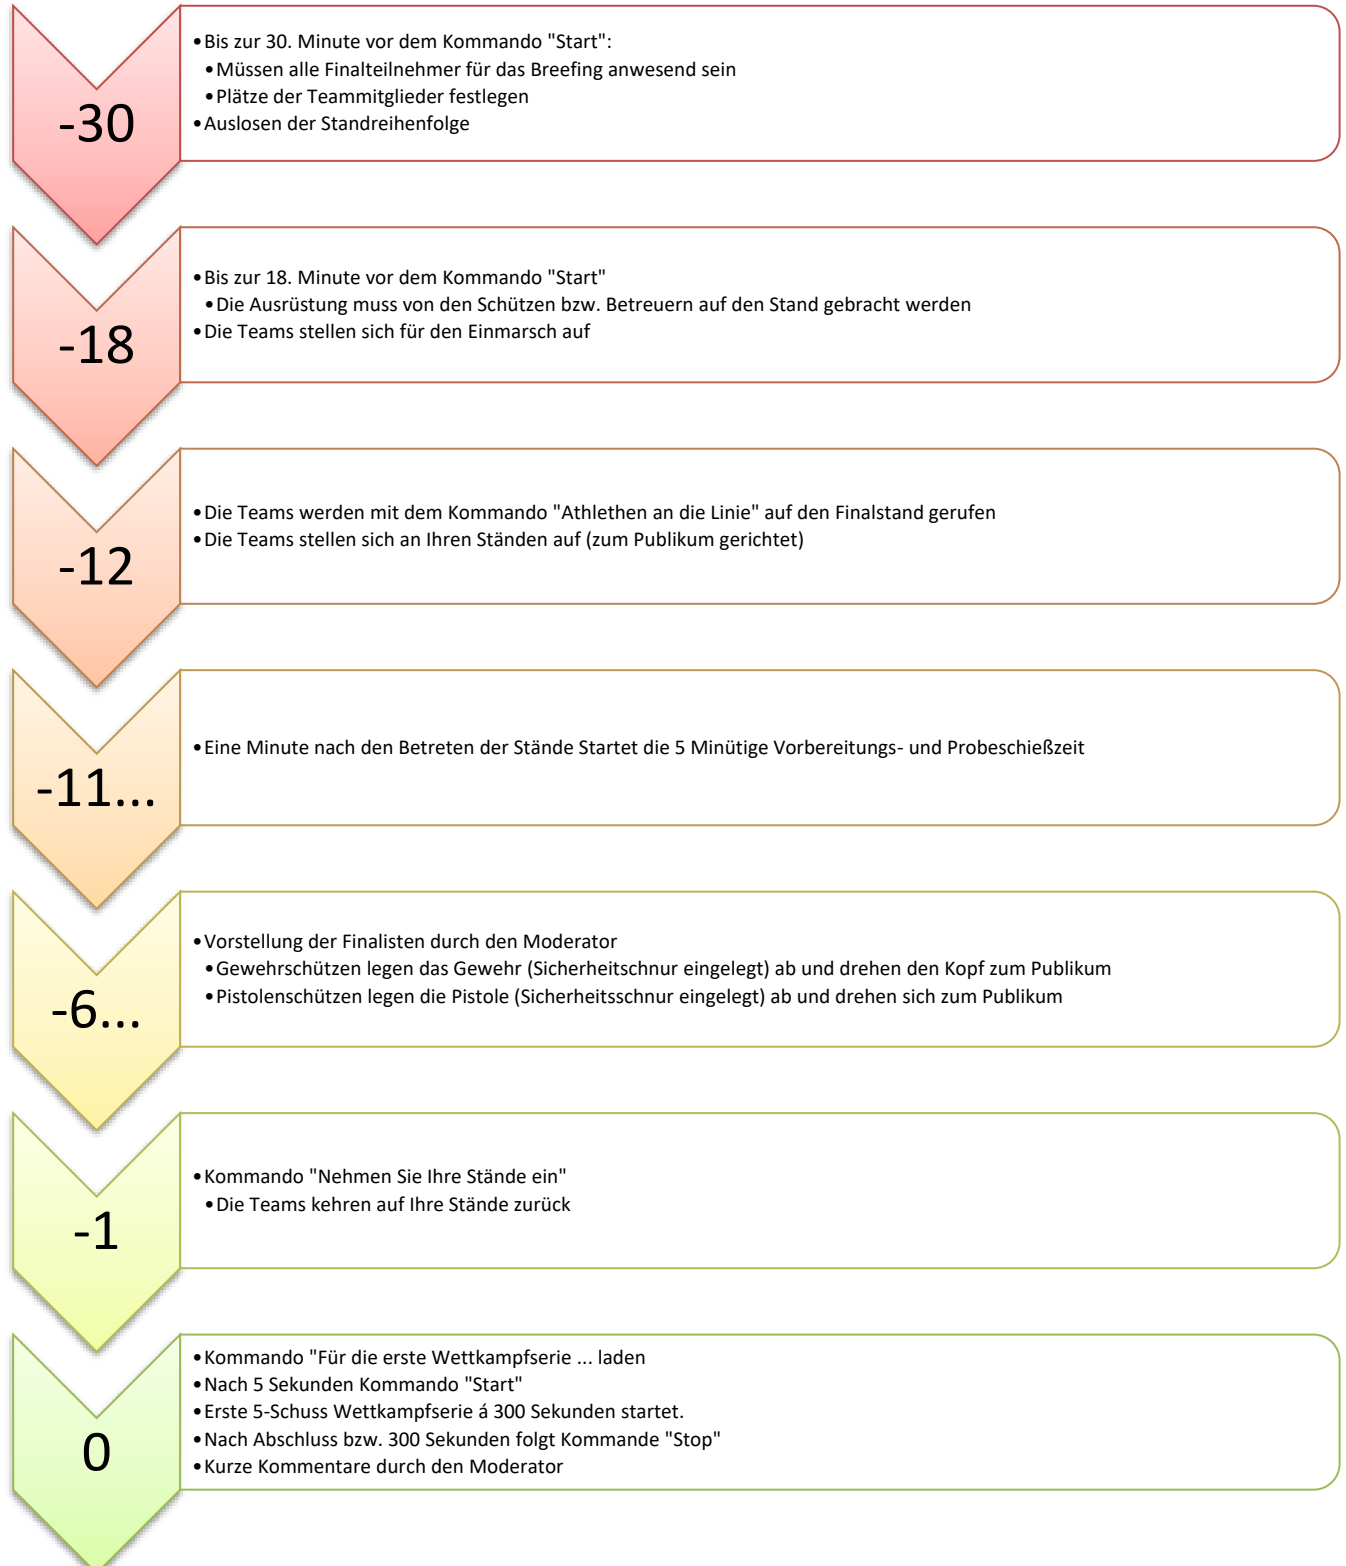 -30
•Bis zur 30. Minute vor dem Kommando "Start":
•Müssen alle Finalteilnehmer für das Breefing anwesend sein
•Plätze der Teammitglieder festlegen
•Auslosen der Standreihenfolge
-18
•Bis zur 18. Minute vor dem Kommando "Start"
•Die Ausrüstung muss von den Schützen bzw. Betreuern auf den Stand gebracht werden
•Die Teams stellen sich für den Einmarsch auf
-12
•Die Teams werden mit dem Kommando "Athlethen an die Linie" auf den Finalstand gerufen
•Die Teams stellen sich an Ihren Ständen auf (zum Publikum gerichtet)
-11...
•Eine Minute nach den Betreten der Stände Startet die 5 Minütige Vorbereitungs- und Probeschießzeit
-6...
•Vorstellung der Finalisten durch den Moderator
•Gewehrschützen legen das Gewehr (Sicherheitschnur eingelegt) ab und drehen den Kopf zum Publikum
•Pistolenschützen legen die Pistole (Sicherheitsschnur eingelegt) ab und drehen sich zum Publikum
-1
•Kommando "Nehmen Sie Ihre Stände ein"
•Die Teams kehren auf Ihre Stände zurück
0
•Kommando "Für die erste Wettkampfserie ... laden
•Nach 5 Sekunden Kommando "Start"
•Erste 5-Schuss Wettkampfserie á 300 Sekunden startet.
•Nach Abschluss bzw. 300 Sekunden folgt Kommande "Stop"
•Kurze Kommentare durch den Moderator